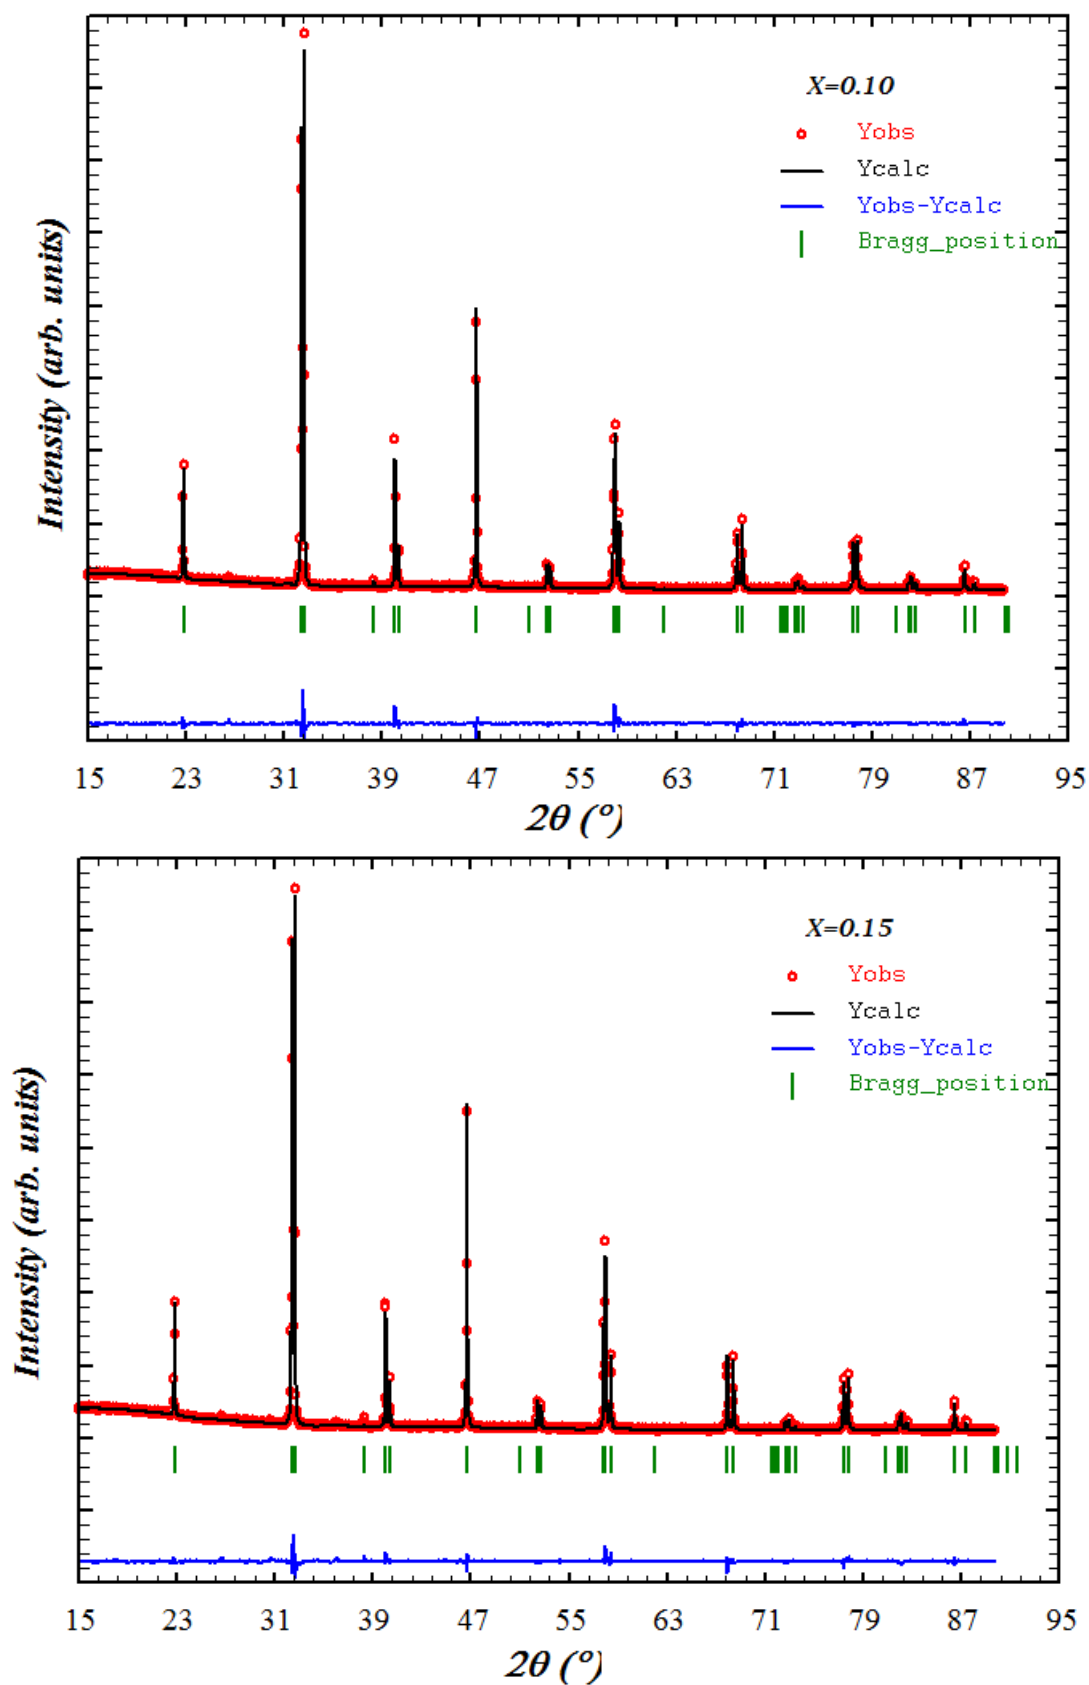 X=0.10
Yobs
Ycalc
Yobs-Ycalc
Bragg_position
Intensity (arb. units)
15 23 31 39 47 55 63 71 79 87 95
2θ (°)
X=0.15
Yobs
Ycalc
Yobs-Ycalc
Bragg_position
Intensity (arb. units)
15 23 31 39 47 55 63 71 79 87 95
2θ (°)